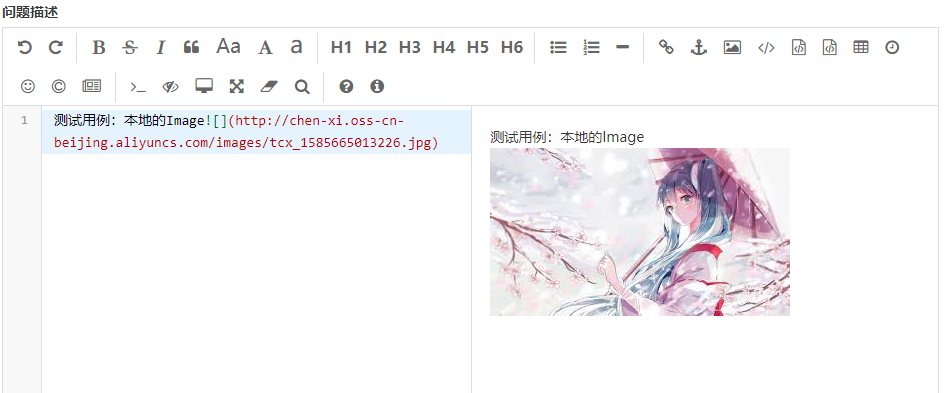 问题描述
B S I Aa A a H1 H2 H3 H4 H5 H6
1 测试用例：本地的Image![](http://chen-xi.oss-cn-
beijing.aliyuncs.com/images/tcx_1585665013226.jpg)
测试用例：本地的Image